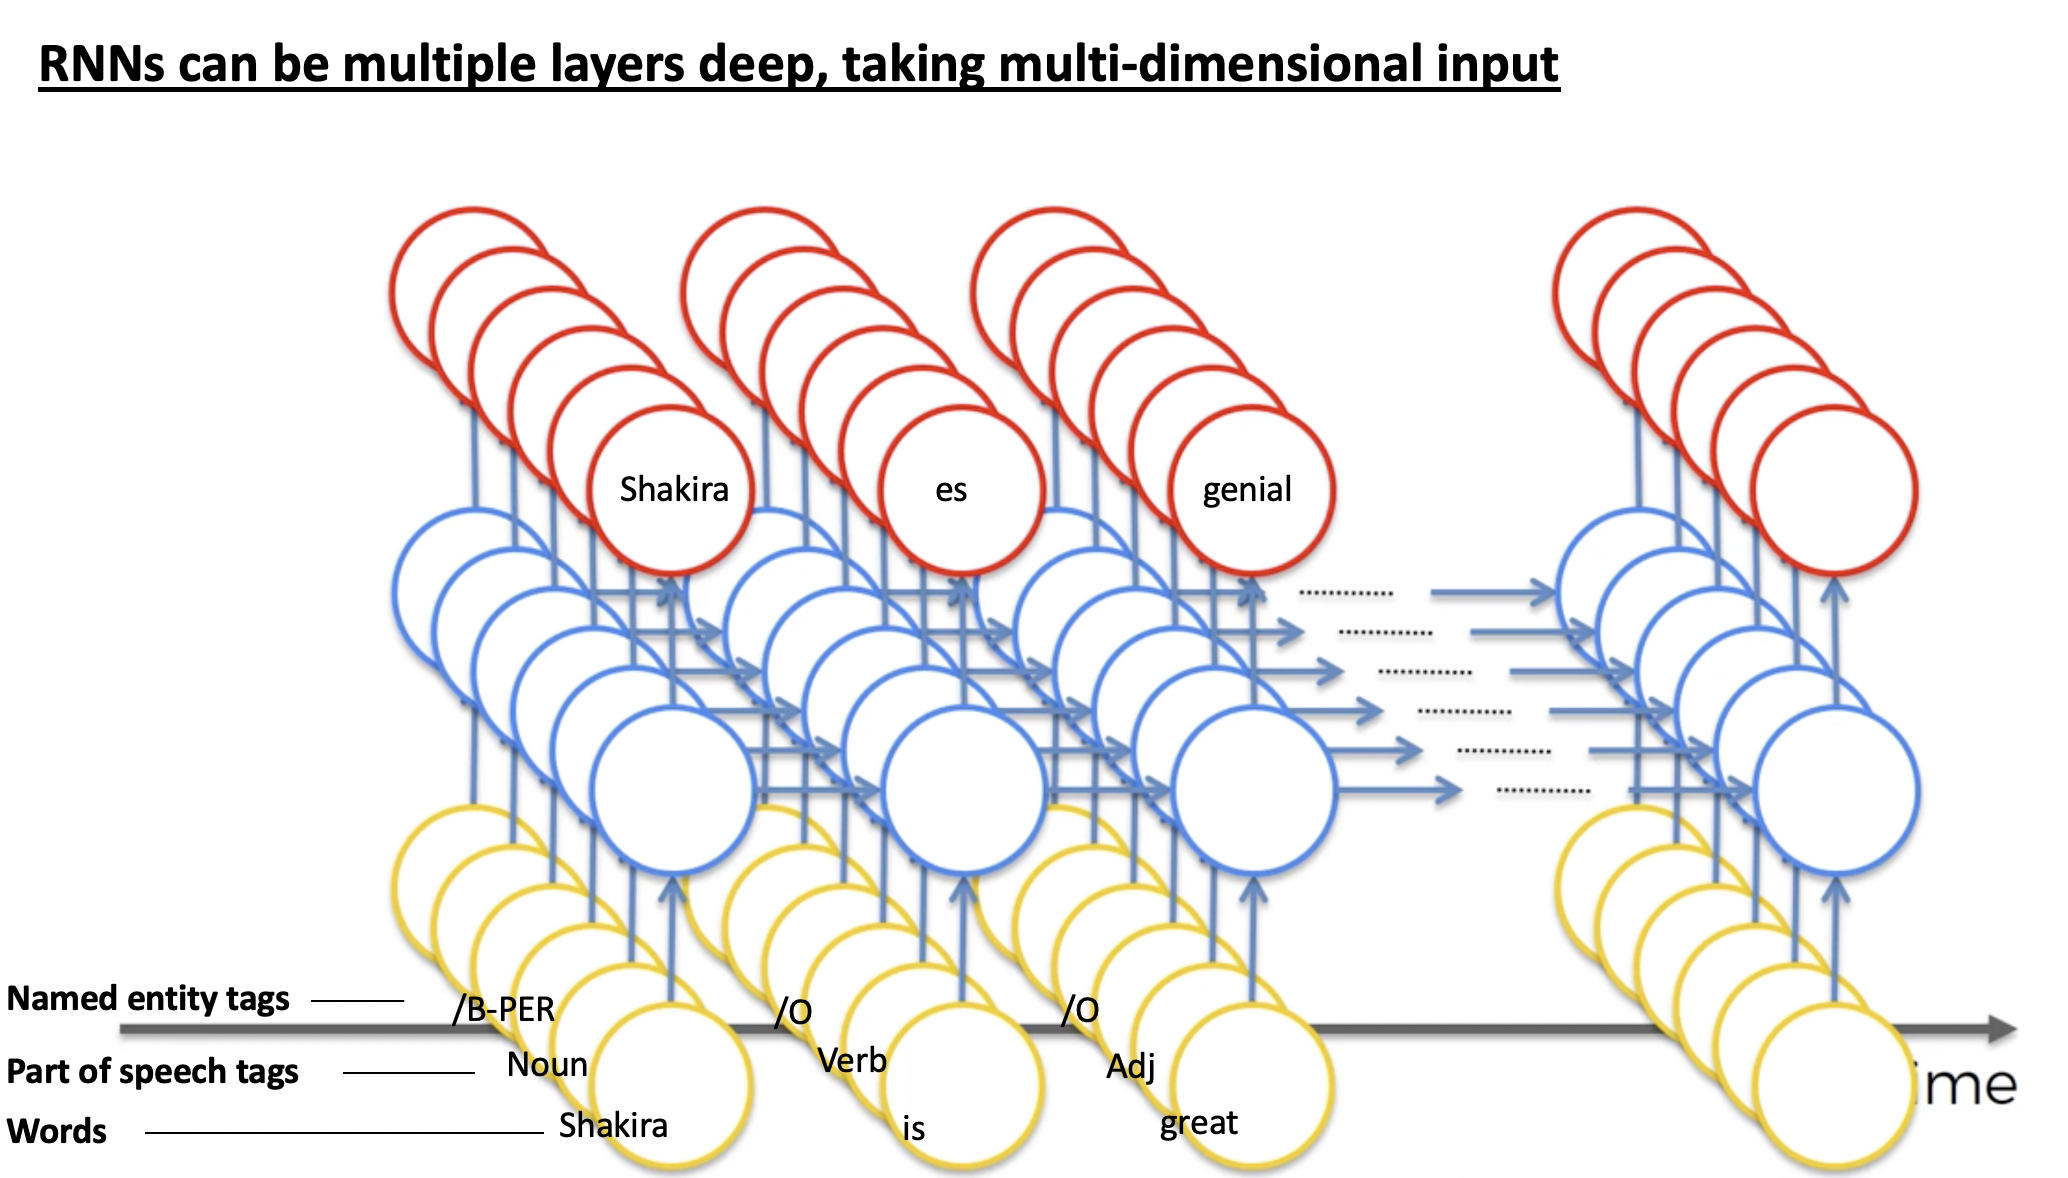 RNNs can be multiple layers deep, taking multi-dimensional input
Shakira es genial
Named entity tags /B-PER /O /O
Part of speech tags Noun Verb Adj
ime
Words Shakira is great